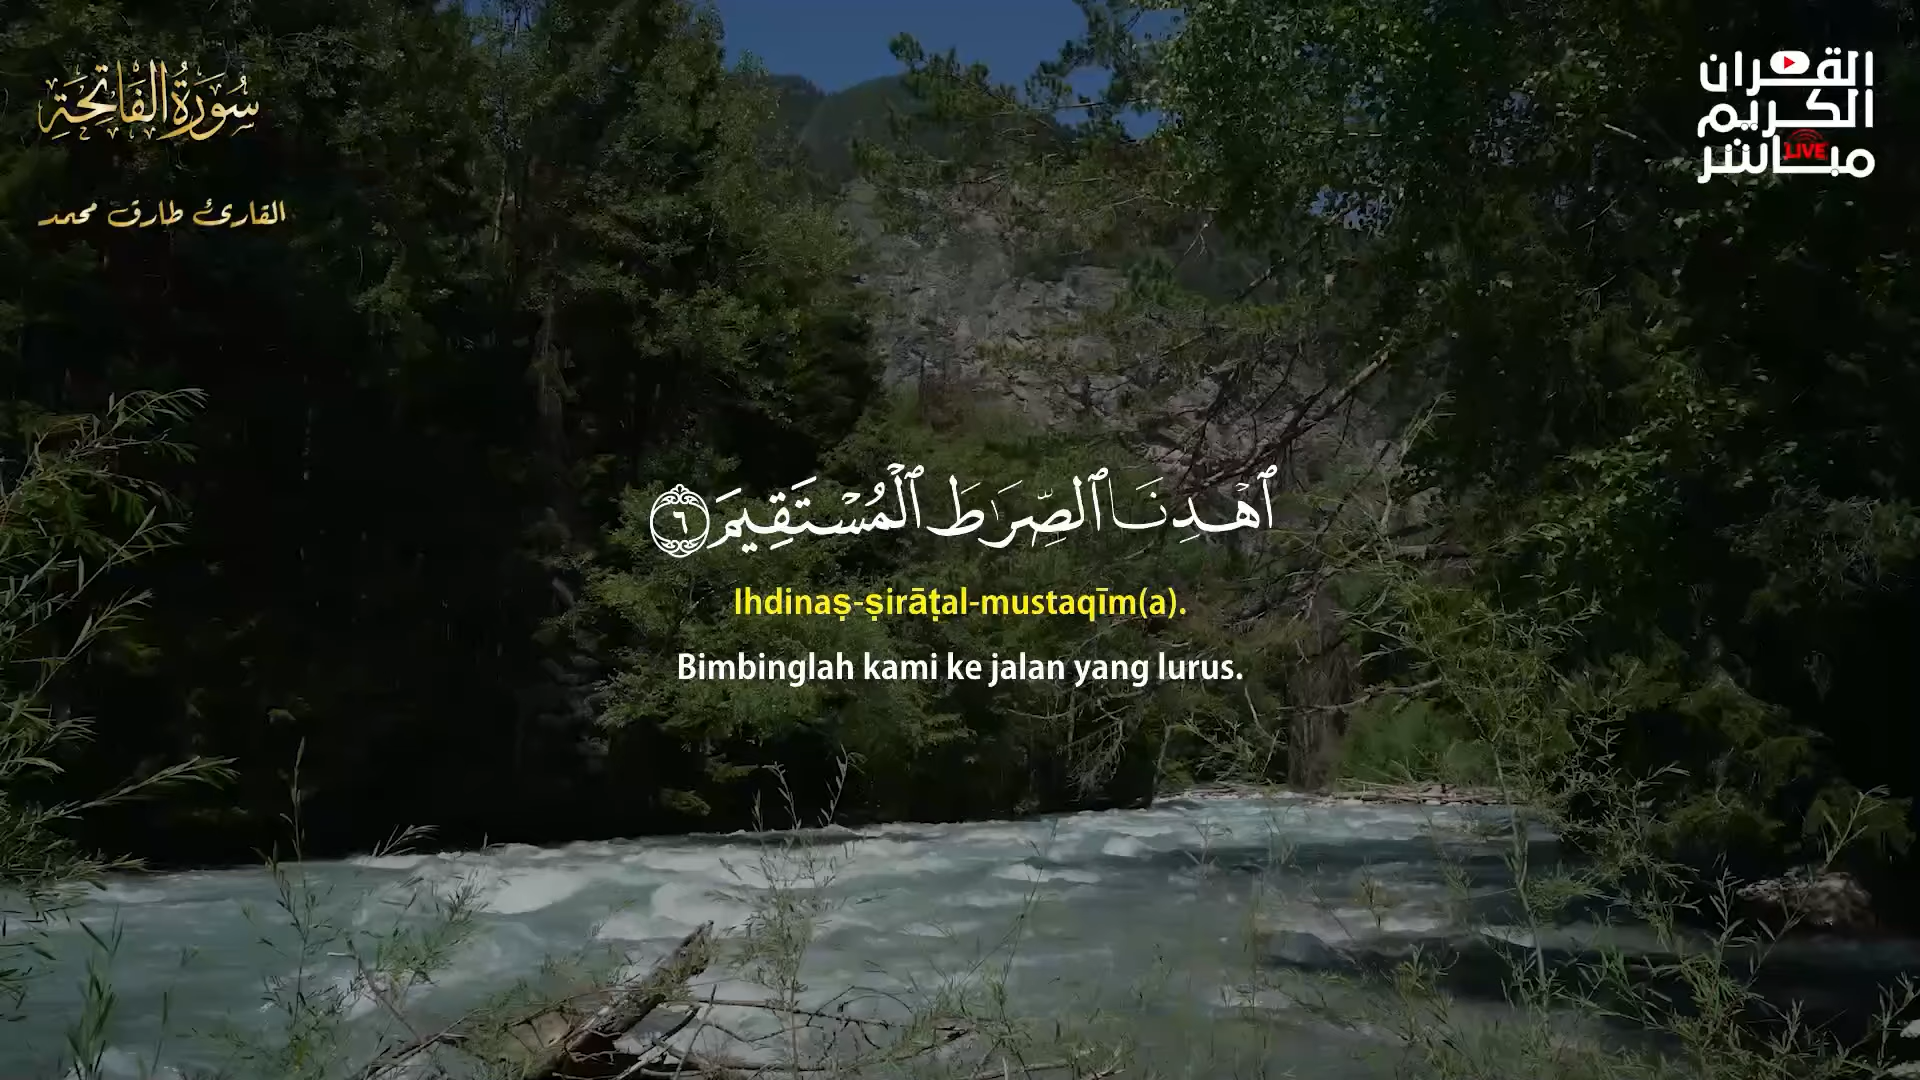 سُورَةُ الْفَاتِحَةِ
القارئ طارق محمد
القرآن
الكريم
مباشر
LIVE
ٱهْدِنَا ٱلصِّرَٰطَ ٱلْمُسْتَقِيمَ ٦
Ihdinaṣ-ṣirāṭal-mustaqīm(a).
Bimbinglah kami ke jalan yang lurus.